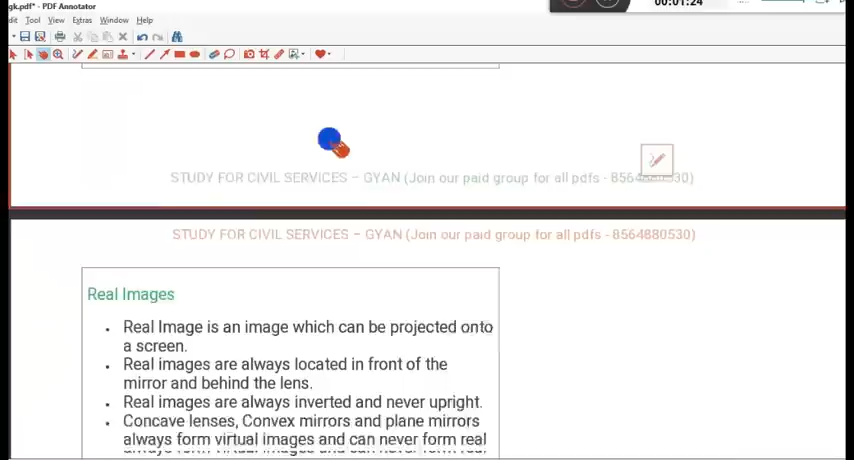 gk.pdf* - PDF Annotator
00:01:24
dit Tool View Extras Window Help
STUDY FOR CIVIL SERVICES – GYAN (Join our paid group for all pdfs - 8564880530)
STUDY FOR CIVIL SERVICES – GYAN (Join our paid group for all pdfs - 8564880530)
Real Images
• Real Image is an image which can be projected onto
a screen.
• Real images are always located in front of the
mirror and behind the lens.
• Real images are always inverted and never upright.
• Concave lenses, Convex mirrors and plane mirrors
always form virtual images and can never form real